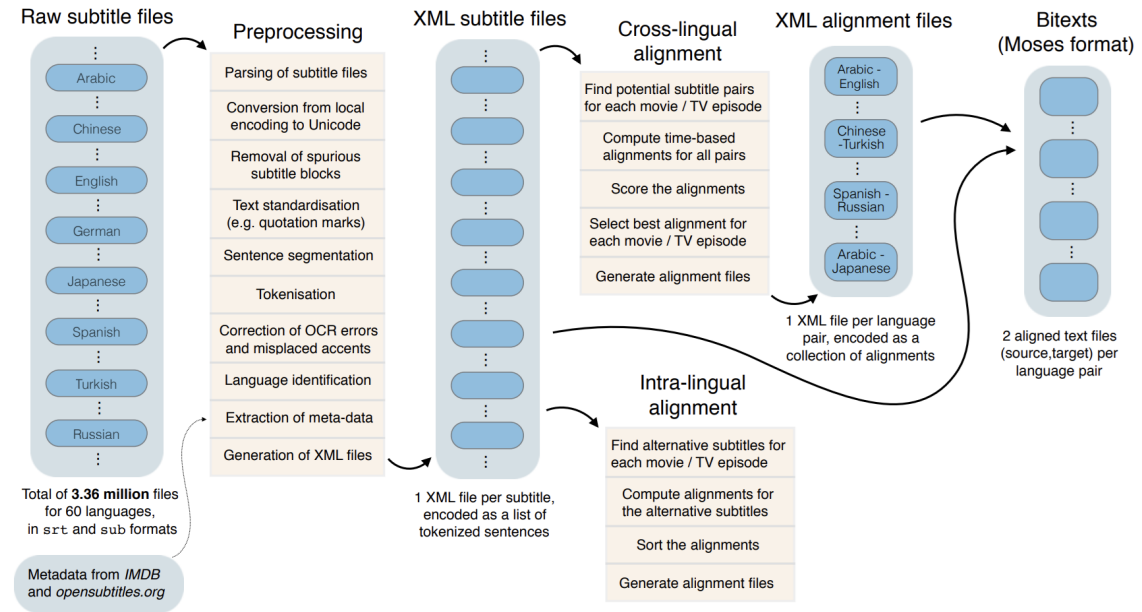 Raw subtitle files
⋮
Arabic
⋮
Chinese
⋮
English
⋮
German
⋮
Japanese
⋮
Spanish
⋮
Turkish
⋮
Russian
⋮
Total of 3.36 million files
for 60 languages,
in srt and sub formats
Metadata from IMDB
and opensubtitles.org
Preprocessing
Parsing of subtitle files
Conversion from local
encoding to Unicode
Removal of spurious
subtitle blocks
Text standardisation
(e.g. quotation marks)
Sentence segmentation
Tokenisation
Correction of OCR errors
and misplaced accents
Language identification
Extraction of meta-data
Generation of XML files
XML subtitle files
⋮
⋮
⋮
⋮
⋮
⋮
⋮
⋮
⋮
1 XML file per subtitle,
encoded as a list of
tokenized sentences
Cross-lingual
alignment
Find potential subtitle pairs
for each movie / TV episode
Compute time-based
alignments for all pairs
Score the alignments
Select best alignment for
each movie / TV episode
Generate alignment files
Intra-lingual
alignment
Find alternative subtitles for
each movie / TV episode
Compute alignments for
the alternative subtitles
Sort the alignments
Generate alignment files
XML alignment files
Arabic -
English
⋮
Chinese
-Turkish
⋮
Spanish -
Russian
⋮
Arabic -
Japanese
1 XML file per language
pair, encoded as a
collection of alignments
Bitexts
(Moses format)
⋮
⋮
⋮
2 aligned text files
(source,target) per
language pair